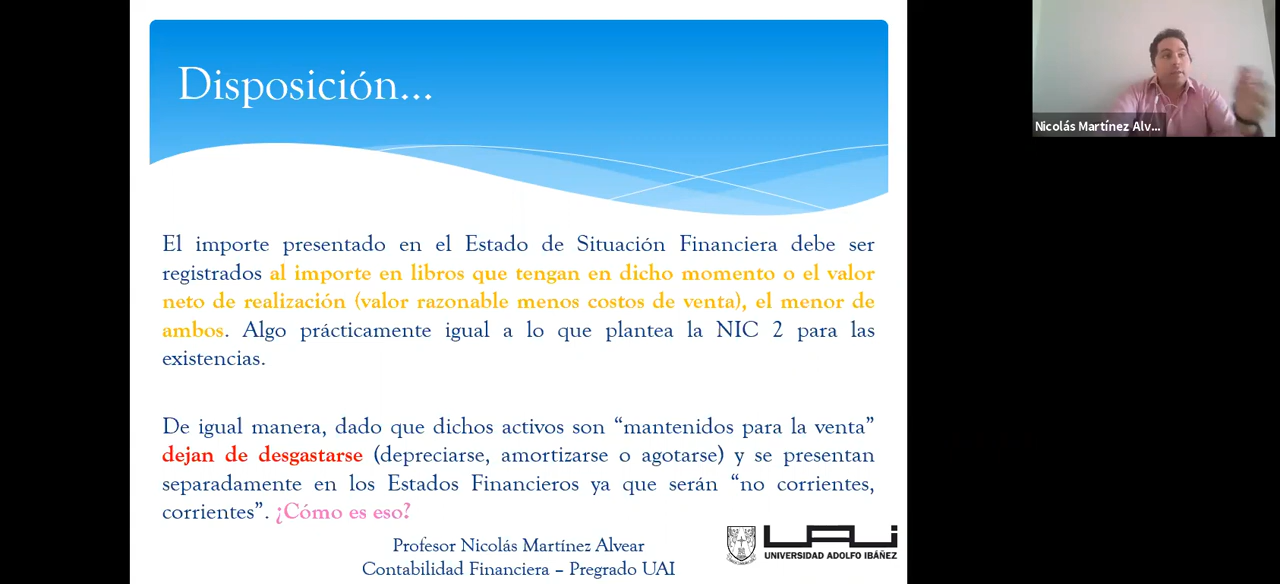 Disposición...
Nicolás Martínez Alv...
El importe presentado en el Estado de Situación Financiera debe ser
registrados al importe en libros que tengan en dicho momento o el valor
neto de realización (valor razonable menos costos de venta), el menor de
ambos. Algo prácticamente igual a lo que plantea la NIC 2 para las
existencias.
De igual manera, dado que dichos activos son “mantenidos para la venta”
dejan de desgastarse (depreciarse, amortizarse o agotarse) y se presentan
separadamente en los Estados Financieros ya que serán “no corrientes,
corrientes”. ¿Cómo es eso?
Profesor Nicolás Martínez Alvear
Contabilidad Financiera – Pregrado UAI
UAI
UNIVERSIDAD ADOLFO IBÁÑEZ